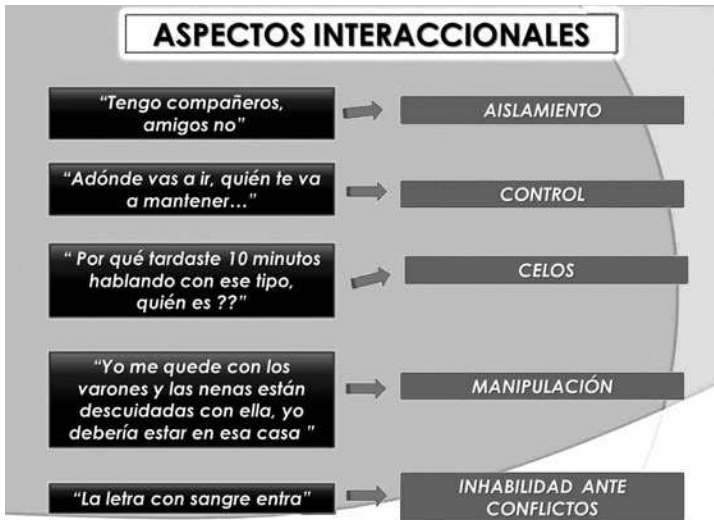 ASPECTOS INTERACCIONALES
“Tengo compañeros,
amigos no”
AISLAMIENTO
“Adónde vas a ir, quién te va
a mantener…”
CONTROL
“ Por qué tardaste 10 minutos
hablando con ese tipo,
quién es ??”
CELOS
“Yo me quede con los
varones y las nenas están
descuidadas con ella, yo
debería estar en esa casa ”
MANIPULACIÓN
“La letra con sangre entra”
INHABILIDAD ANTE
CONFLICTOS